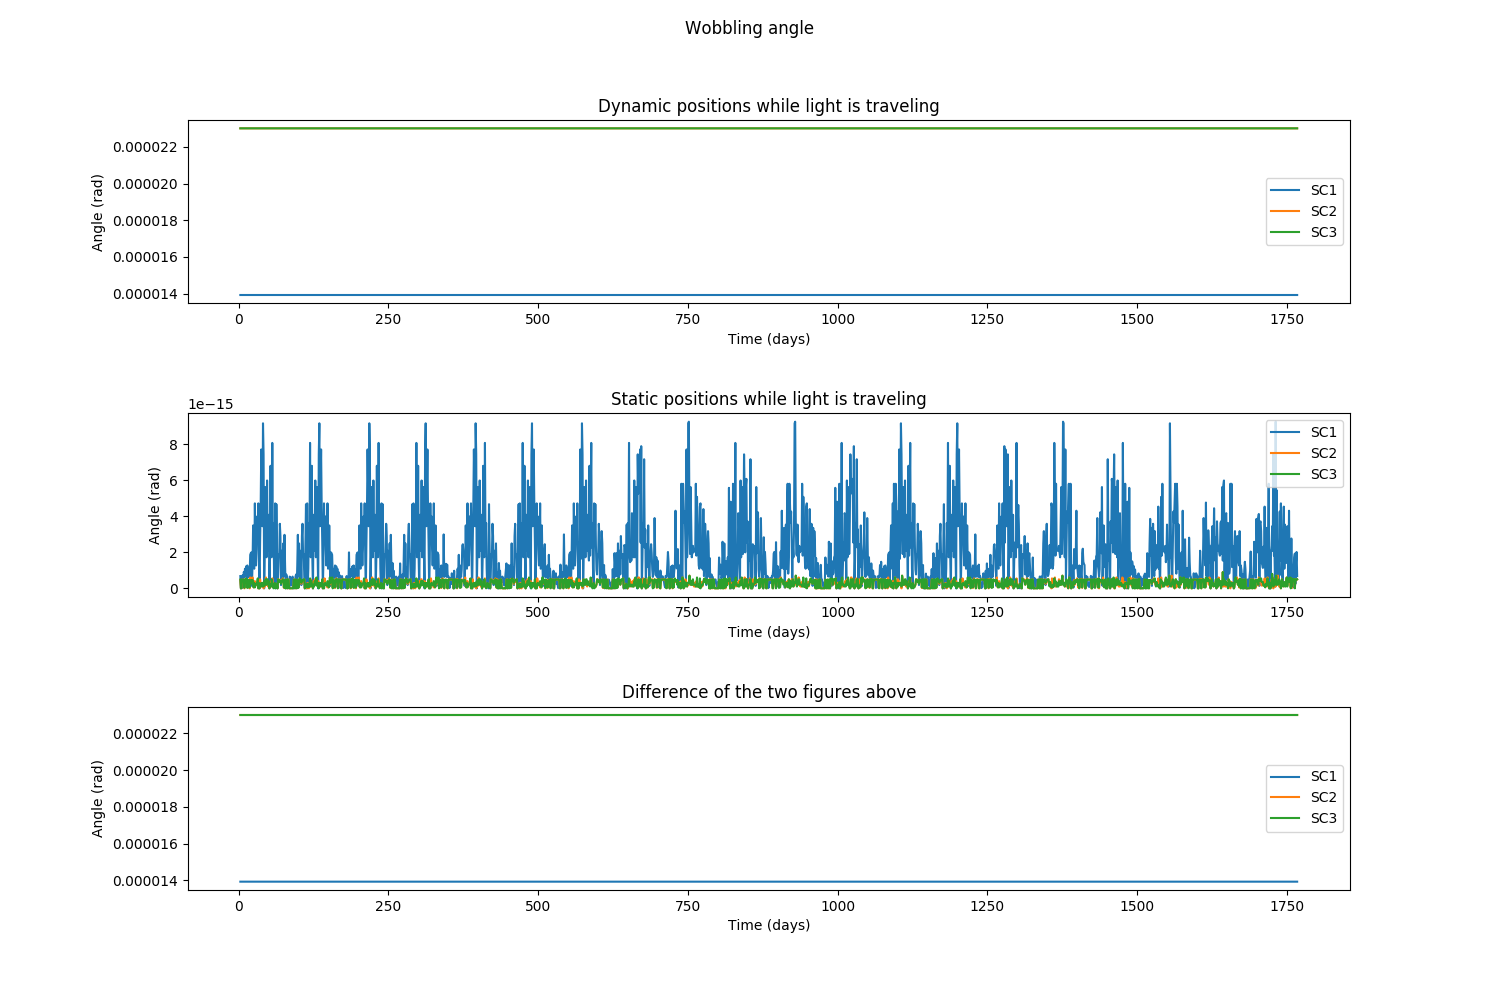 Wobbling angle
Dynamic positions while light is traveling
Angle (rad)
0.000022
0.000020
0.000018
0.000016
0.000014
SC1
SC2
SC3
0 250 500 750 1000 1250 1500 1750
Time (days)
Static positions while light is traveling
1e−15
Angle (rad)
8
6
4
2
0
SC1
SC2
SC3
0 250 500 750 1000 1250 1500 1750
Time (days)
Difference of the two figures above
Angle (rad)
0.000022
0.000020
0.000018
0.000016
0.000014
SC1
SC2
SC3
0 250 500 750 1000 1250 1500 1750
Time (days)